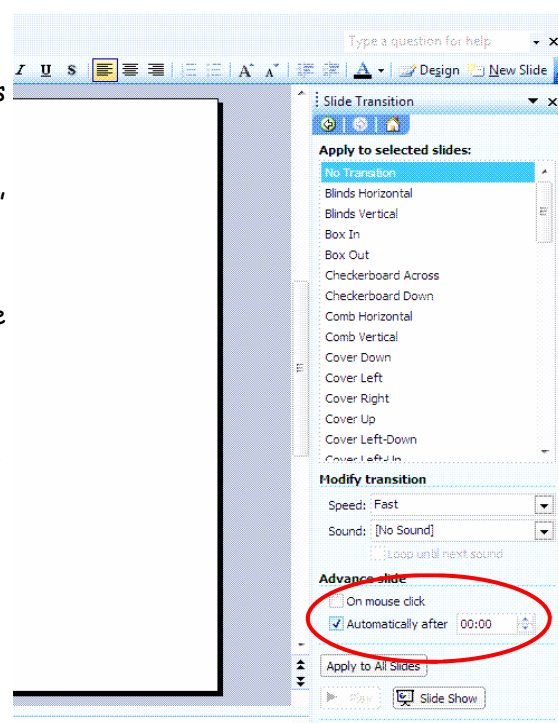 Type a question for help
I U S A A A Design New Slide
s
Slide Transition
Apply to selected slides:
No Transition
Blinds Horizontal
Blinds Vertical
Box In
Box Out
Checkerboard Across
Checkerboard Down
Comb Horizontal
Comb Vertical
e
Cover Down
Cover Left
Cover Right
Cover Up
Cover Left-Down
Cover Left-Up
Modify transition
Speed: Fast
Sound: [No Sound]
Loop until next sound
Advance slide
On mouse click
Automatically after 00:00
Apply to All Slides
Play Slide Show